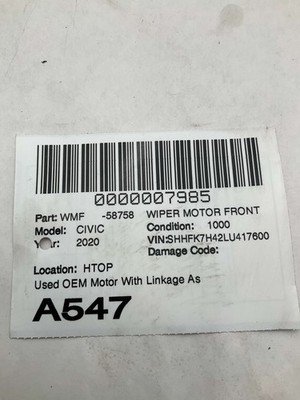 0000007985
Part: WMF -58758 WIPER MOTOR FRONT
Model: CIVIC Condition: 1000
Year: 2020 VIN:SHHFK7H42LU417600
Damage Code:
Location: HTOP
Used OEM Motor With Linkage As
A547